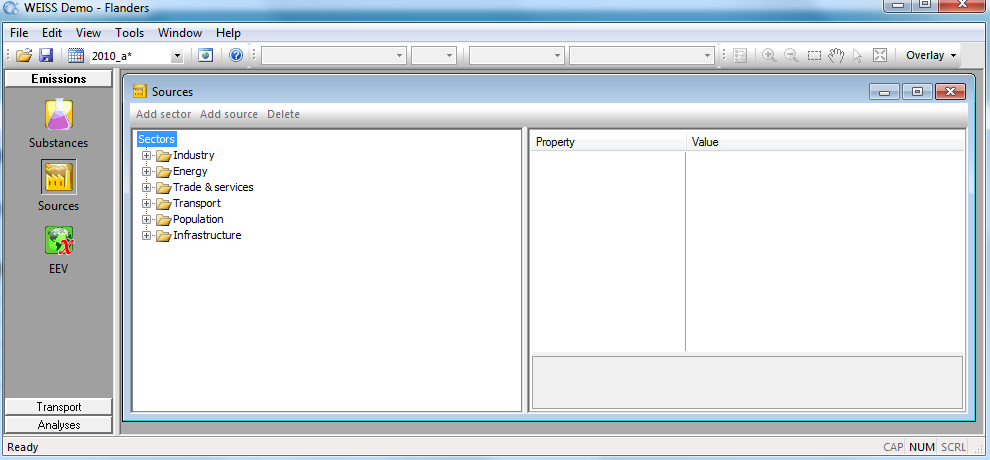 WEISS Demo - Flanders
File Edit View Tools Window Help
2010_a* Overlay
Emissions
Substances
Sources
EEV
Transport
Analyses
Sources
Add sector Add source Delete
Sectors
Industry
Energy
Trade & services
Transport
Population
Infrastructure
Property Value
Ready CAP NUM SCRL